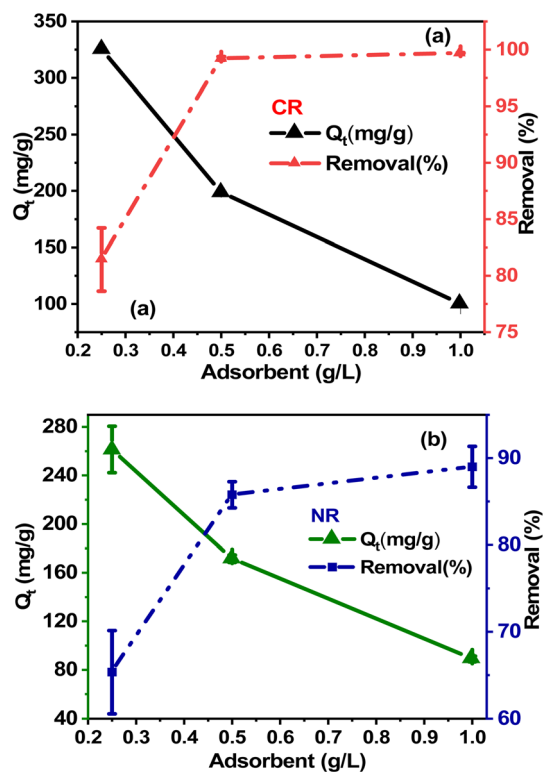 (a)
CR
Qt(mg/g)
Removal(%)
(a)
350
300
250
200
150
100
Qt (mg/g)
100
95
90
85
80
75
Removal (%)
0.2 0.3 0.4 0.5 0.6 0.7 0.8 0.9 1.0
Adsorbent (g/L)
(b)
NR
Qt(mg/g)
Removal(%)
280
240
200
160
120
80
40
Qt (mg/g)
90
80
70
60
Removal (%)
0.2 0.3 0.4 0.5 0.6 0.7 0.8 0.9 1.0
Adsorbent (g/L)